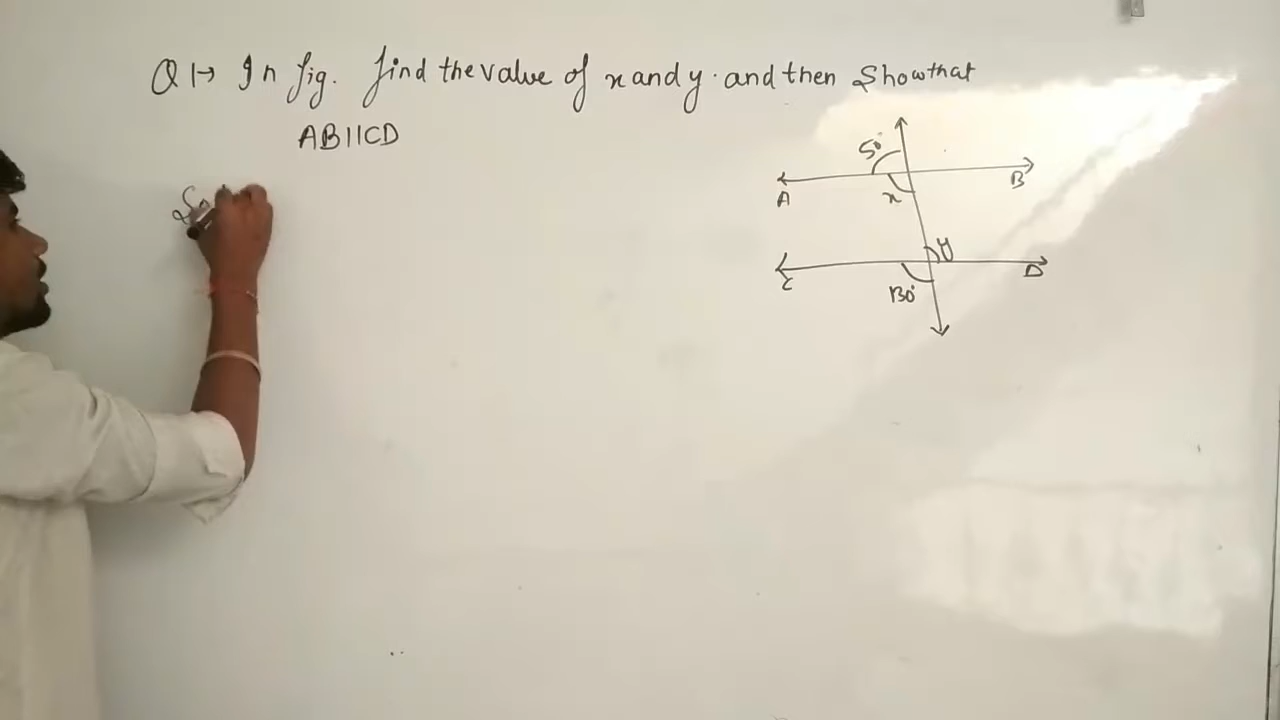 Q1→ In fig. find the value of x and y. and then Show that
AB||CD
50°
A
B
x
y
C
D
130°